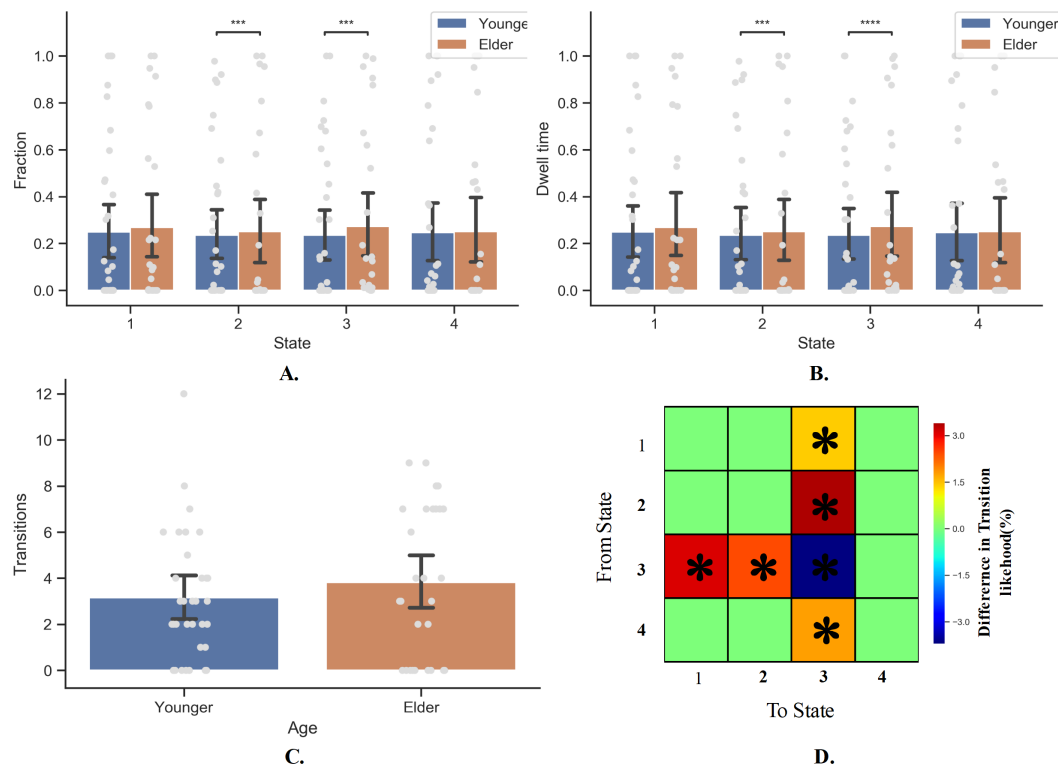 *** *** Younger
Elder
1.0
0.8
0.6
0.4
0.2
0.0
Fraction
1 2 3 4
State
A.
*** **** Younger
Elder
1.0
0.8
0.6
0.4
0.2
0.0
Dwell time
1 2 3 4
State
B.
12
10
8
6
4
2
0
Transitions
Younger Elder
Age
C.
1
2
3
4
From State
* 
*
* * *
*
1 2 3 4
To State
3.0
1.5
0.0
-1.5
-3.0
Differernce in Trnsition
likehood(%)
D.